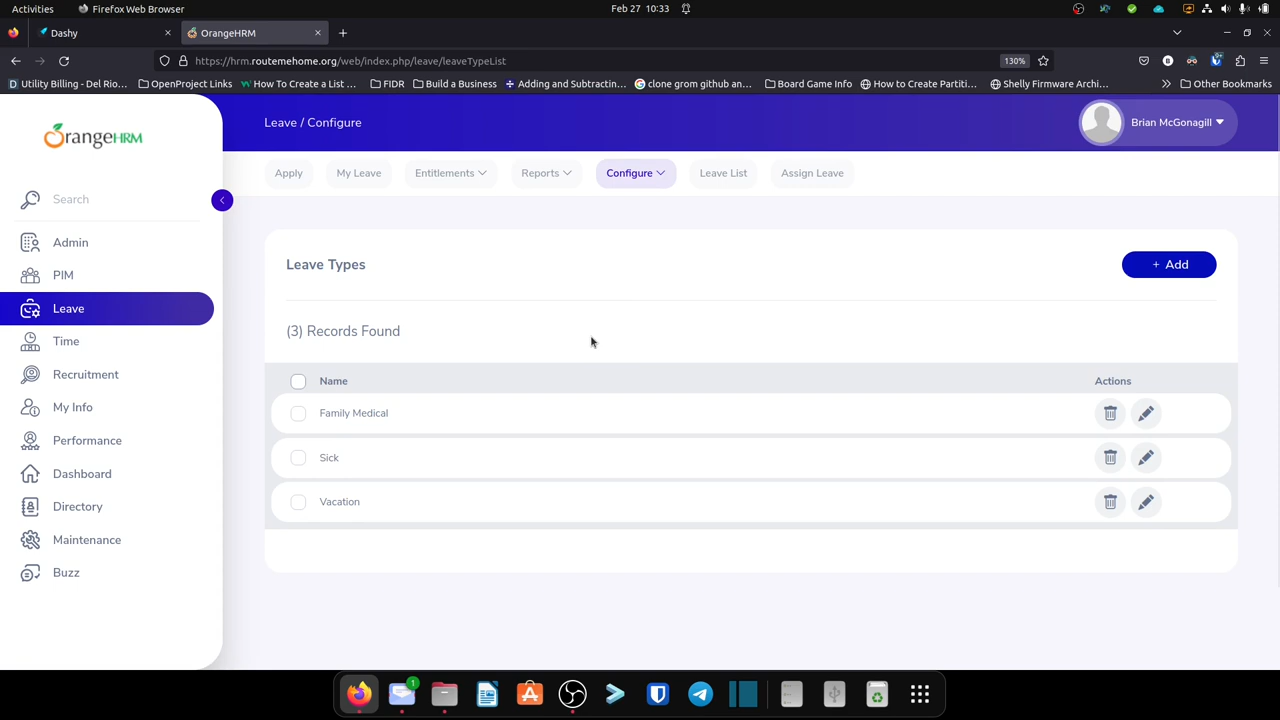 Activities
Firefox Web Browser
Feb 27 10:33
Dashy
OrangeHRM
https://hrm.routemehome.org/web/index.php/leave/leaveTypeList
130%
Utility Billing - Del Rio...
OpenProject Links
How To Create a List ...
FIDR
Build a Business
Adding and Subtractin...
clone grom github an...
Board Game Info
How to Create Partiti...
Shelly Firmware Archi...
Other Bookmarks
OrangeHRM
Leave / Configure
Brian McGonagill
Apply
My Leave
Entitlements
Reports
Configure
Leave List
Assign Leave
Search
Admin
PIM
Leave
Time
Recruitment
My Info
Performance
Dashboard
Directory
Maintenance
Buzz
Leave Types
+ Add
(3) Records Found
Name
Actions
Family Medical
Sick
Vacation
1